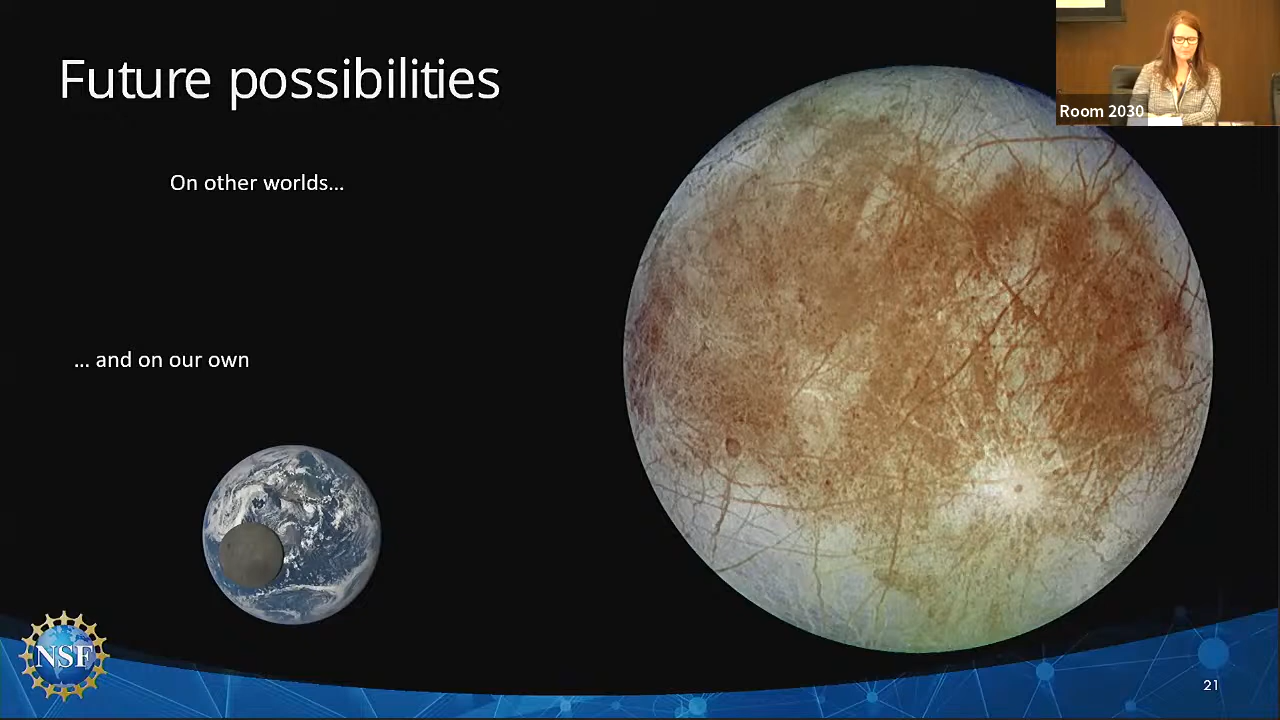 Future possibilities
Room 2030
On other worlds...
... and on our own
NSF
21